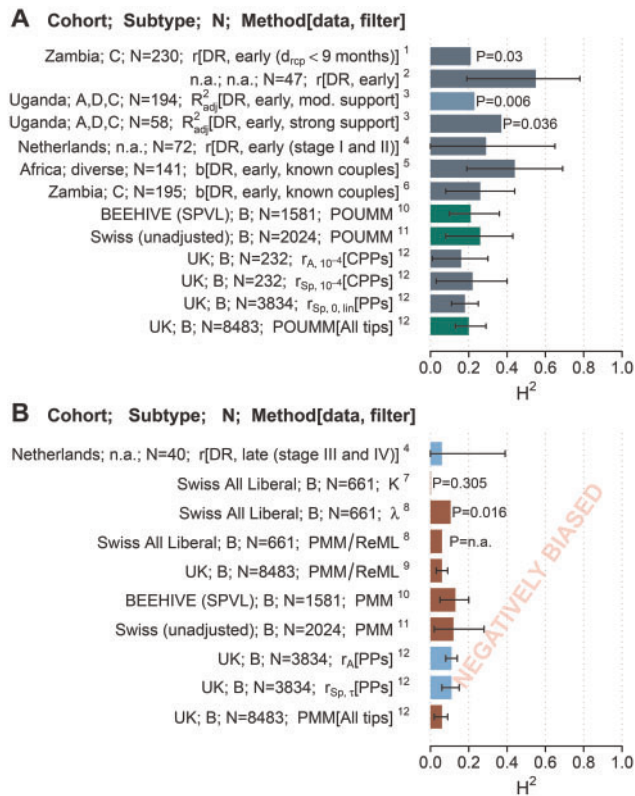 A Cohort; Subtype; N; Method[data, filter]
Zambia; C; N=230; r[DR, early (d_rcp < 9 months)] ^1 P=0.03
n.a.; n.a.; N=47; r[DR, early] ^2
Uganda; A,D,C; N=194; R²_adj[DR, early, mod. support] ^3 P=0.006
Uganda; A,D,C; N=58; R²_adj[DR, early, strong support] ^3 P=0.036
Netherlands; n.a.; N=72; r[DR, early (stage I and II)] ^4
Africa; diverse; N=141; b[DR, early, known couples] ^5
Zambia; C; N=195; b[DR, early, known couples] ^6
BEEHIVE (SPVL); B; N=1581; POUMM ^10
Swiss (unadjusted); B; N=2024; POUMM ^11
UK; B; N=232; r_A, 10⁻⁴[CPPs] ^12
UK; B; N=232; r_Sp, 10⁻⁴[CPPs] ^12
UK; B; N=3834; r_Sp, 0, lin[PPs] ^12
UK; B; N=8483; POUMM[All tips] ^12
0.0 0.2 0.4 0.6 0.8 1.0
H²
B Cohort; Subtype; N; Method[data, filter]
Netherlands; n.a.; N=40; r[DR, late (stage III and IV)] ^4
Swiss All Liberal; B; N=661; K ^7 P=0.305
Swiss All Liberal; B; N=661; λ ^8 P=0.016
Swiss All Liberal; B; N=661; PMM/ReML ^8 P=n.a.
UK; B; N=8483; PMM/ReML ^9
BEEHIVE (SPVL); B; N=1581; PMM ^10
Swiss (unadjusted); B; N=2024; PMM ^11
UK; B; N=3834; r_A[PPs] ^12
UK; B; N=3834; r_Sp, τ[PPs] ^12
UK; B; N=8483; PMM[All tips] ^12
NEGATIVELY BIASED
0.0 0.2 0.4 0.6 0.8 1.0
H²